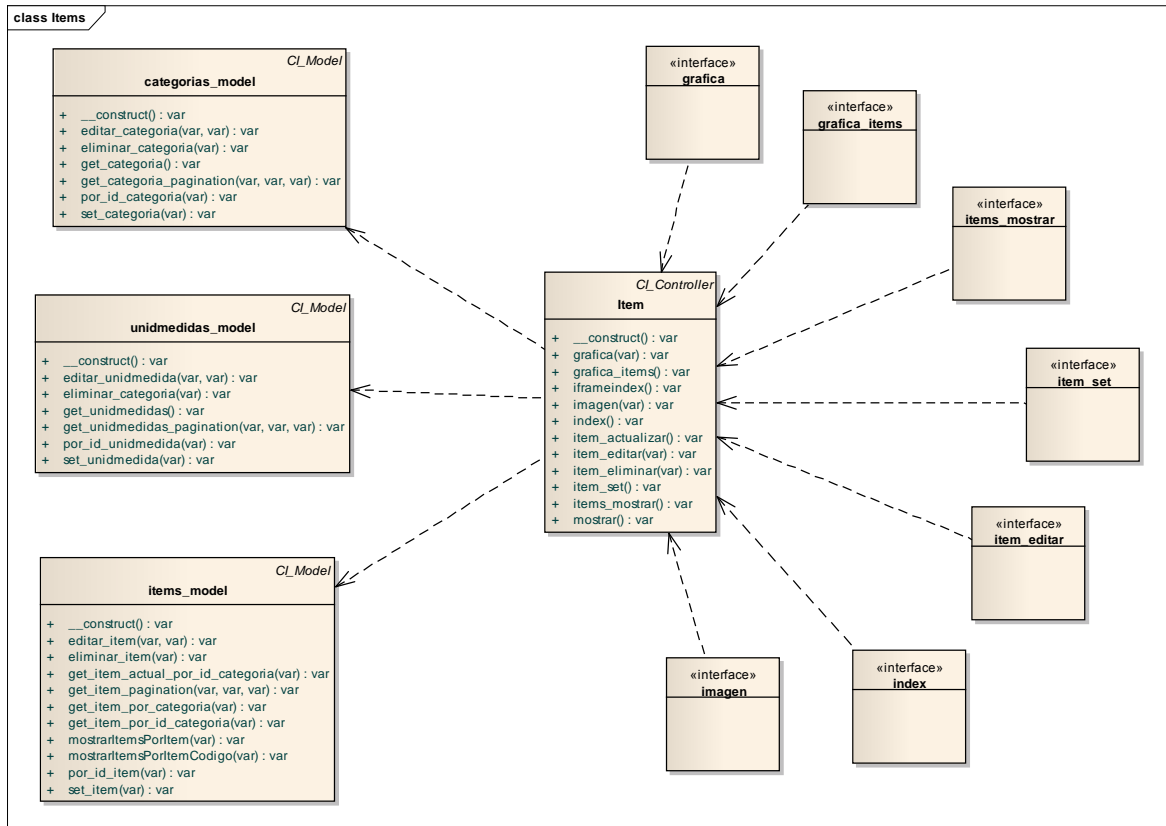 class Items
CI_Model
categorias_model
+ __construct() : var
+ editar_categoria(var, var) : var
+ eliminar_categoria(var) : var
+ get_categoria() : var
+ get_categoria_pagination(var, var, var) : var
+ por_id_categoria(var) : var
+ set_categoria(var) : var
CI_Model
unidmedidas_model
+ __construct() : var
+ editar_unidmedida(var, var) : var
+ eliminar_categoria(var) : var
+ get_unidmedidas() : var
+ get_unidmedidas_pagination(var, var, var) : var
+ por_id_unidmedida(var) : var
+ set_unidmedida(var) : var
CI_Model
items_model
+ __construct() : var
+ editar_item(var, var) : var
+ eliminar_item(var) : var
+ get_item_actual_por_id_categoria(var) : var
+ get_item_pagination(var, var, var) : var
+ get_item_por_categoria(var) : var
+ get_item_por_id_categoria(var) : var
+ mostrarItemsPorItem(var) : var
+ mostrarItemsPorItemCodigo(var) : var
+ por_id_item(var) : var
+ set_item(var) : var
CI_Controller
Item
+ __construct() : var
+ grafica(var) : var
+ grafica_items() : var
+ iframeindex() : var
+ imagen(var) : var
+ index() : var
+ item_actualizar() : var
+ item_editar(var) : var
+ item_eliminar(var) : var
+ item_set() : var
+ items_mostrar() : var
+ mostrar() : var
«interface»
grafica
«interface»
grafica_items
«interface»
items_mostrar
«interface»
item_set
«interface»
item_editar
«interface»
index
«interface»
imagen